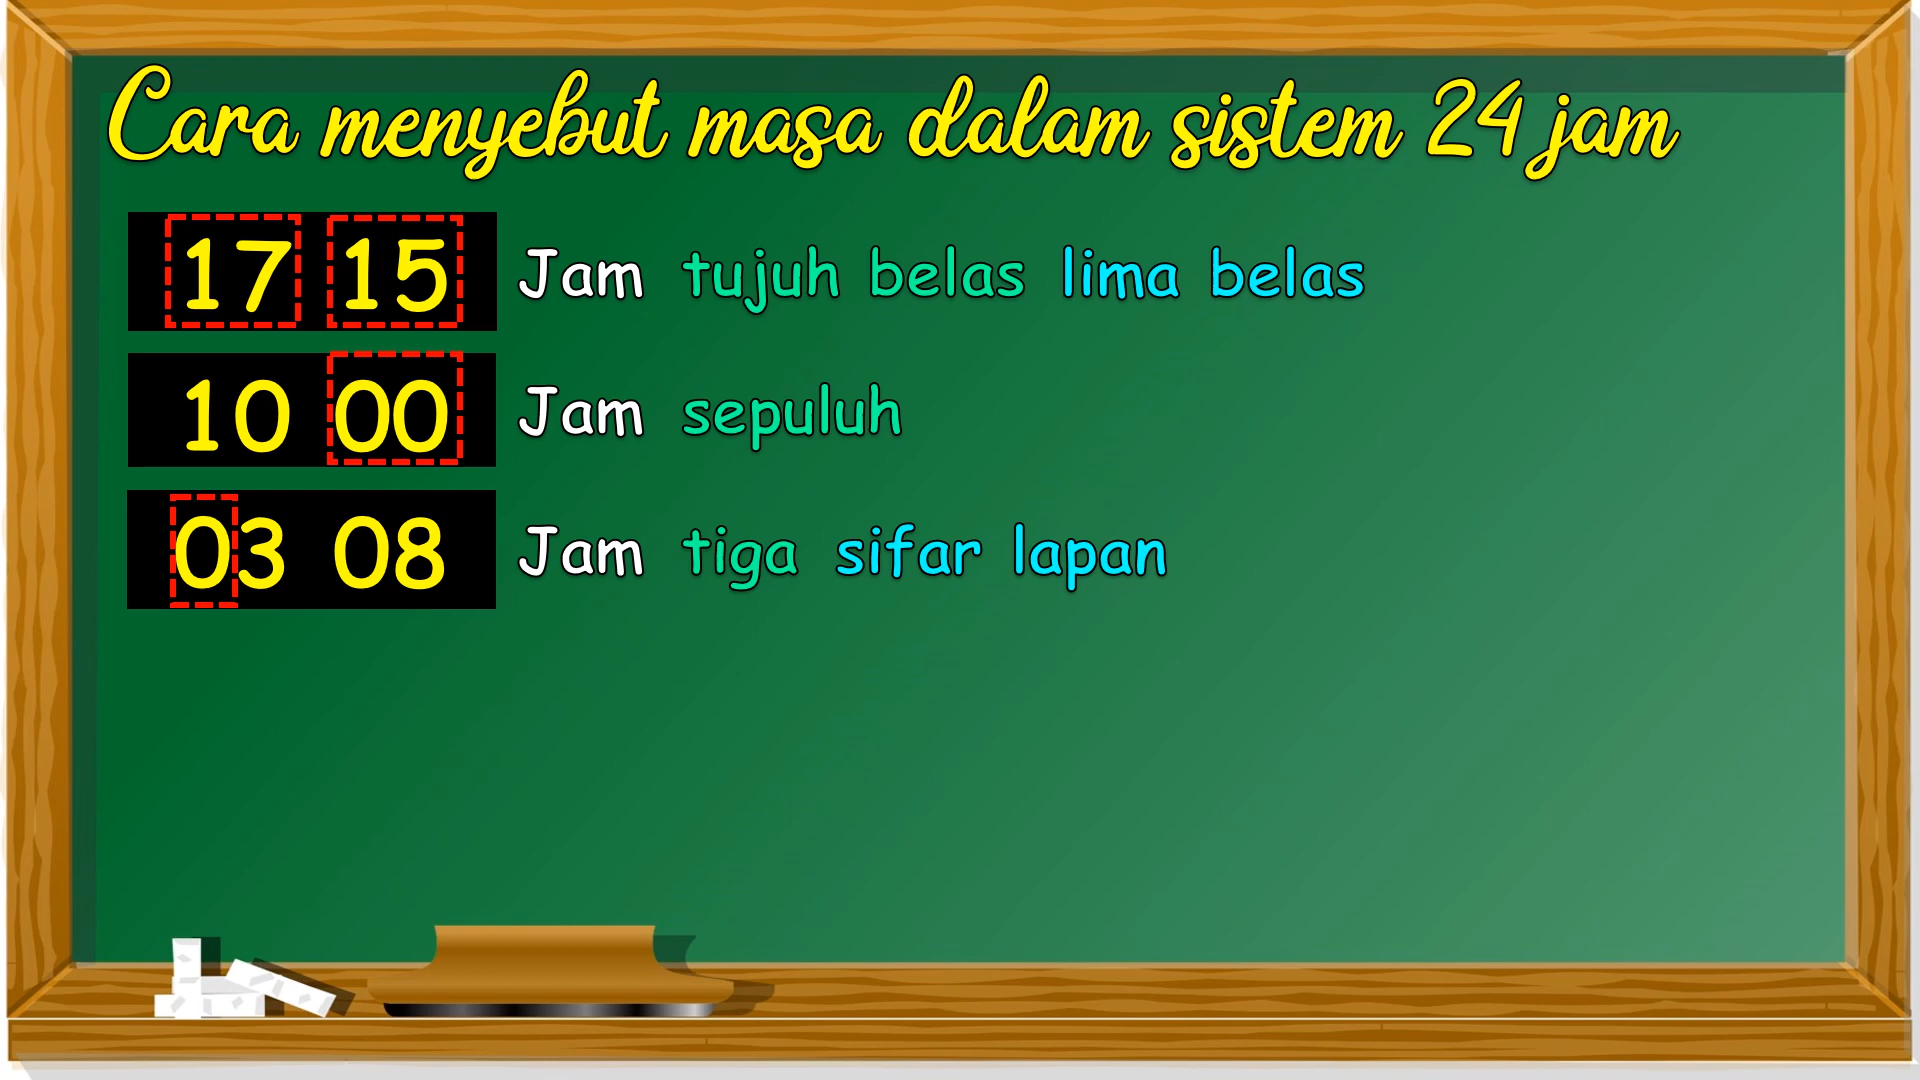 Cara menyebut masa dalam sistem 24 jam
17 15 Jam tujuh belas lima belas
10 00 Jam sepuluh
03 08 Jam tiga sifar lapan